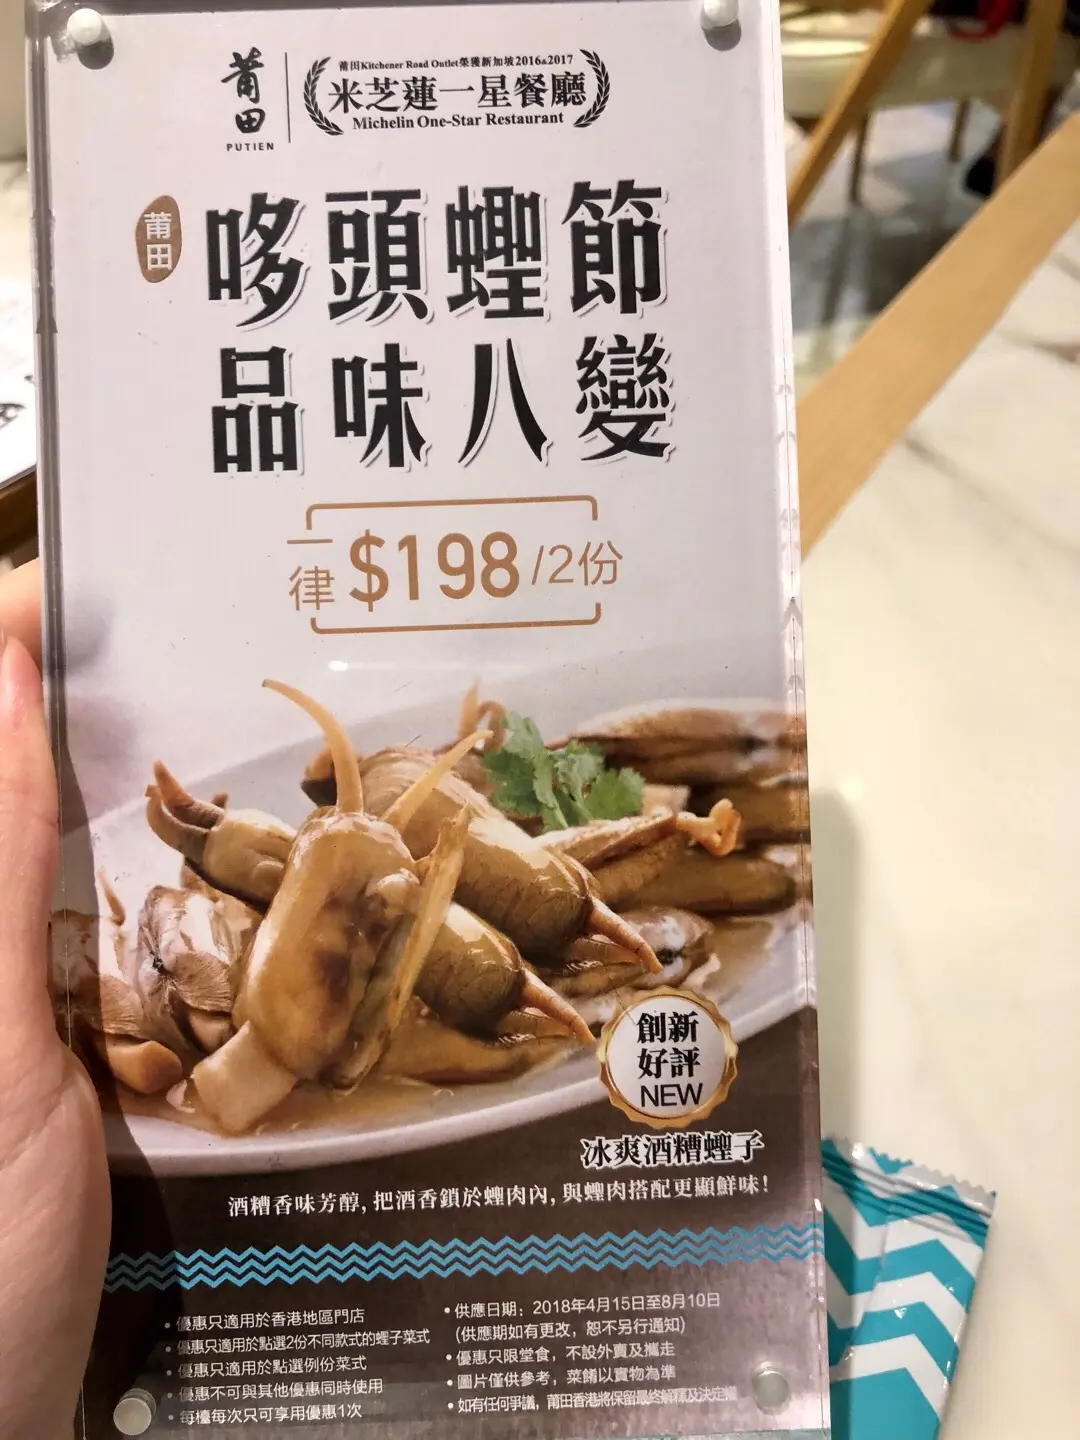 莆田
PUTIEN
莆田Kitchener Road Outlet榮獲新加坡2016&2017
米芝蓮一星餐廳
Michelin One-Star Restaurant
莆田
哆頭蟶節
品味八變
一律 $198/2份
創新
好評
NEW
冰爽酒糟蟶子
酒糟香味芳醇,把酒香鎖於蟶肉內,與蟶肉搭配更顯鮮味!
• 優惠只適用於香港地區門店
• 優惠只適用於點選2份不同款式的蟶子菜式
• 優惠只適用於點選例份菜式
• 優惠不可與其他優惠同時使用
• 每檯每次只可享用優惠1次
• 供應日期:2018年4月15日至8月10日
(供應期如有更改,恕不另行通知)
• 優惠只限堂食,不設外賣及攜走
• 圖片僅供參考,菜餚以實物為準
• 如有任何爭議,莆田香港將保留最終解釋及決定權